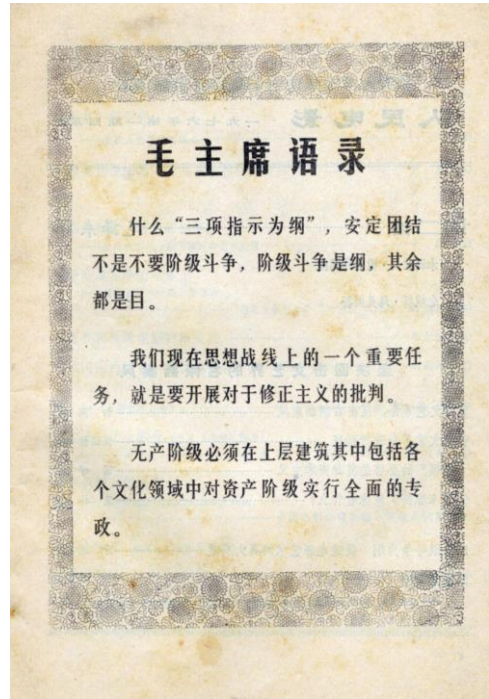 毛主席语录
什么“三项指示为纲”，安定团结
不是不要阶级斗争，阶级斗争是纲，其余
都是目。
我们现在思想战线上的一个重要任
务，就是要开展对于修正主义的批判。
无产阶级必须在上层建筑其中包括各
个文化领域中对资产阶级实行全面的专
政。